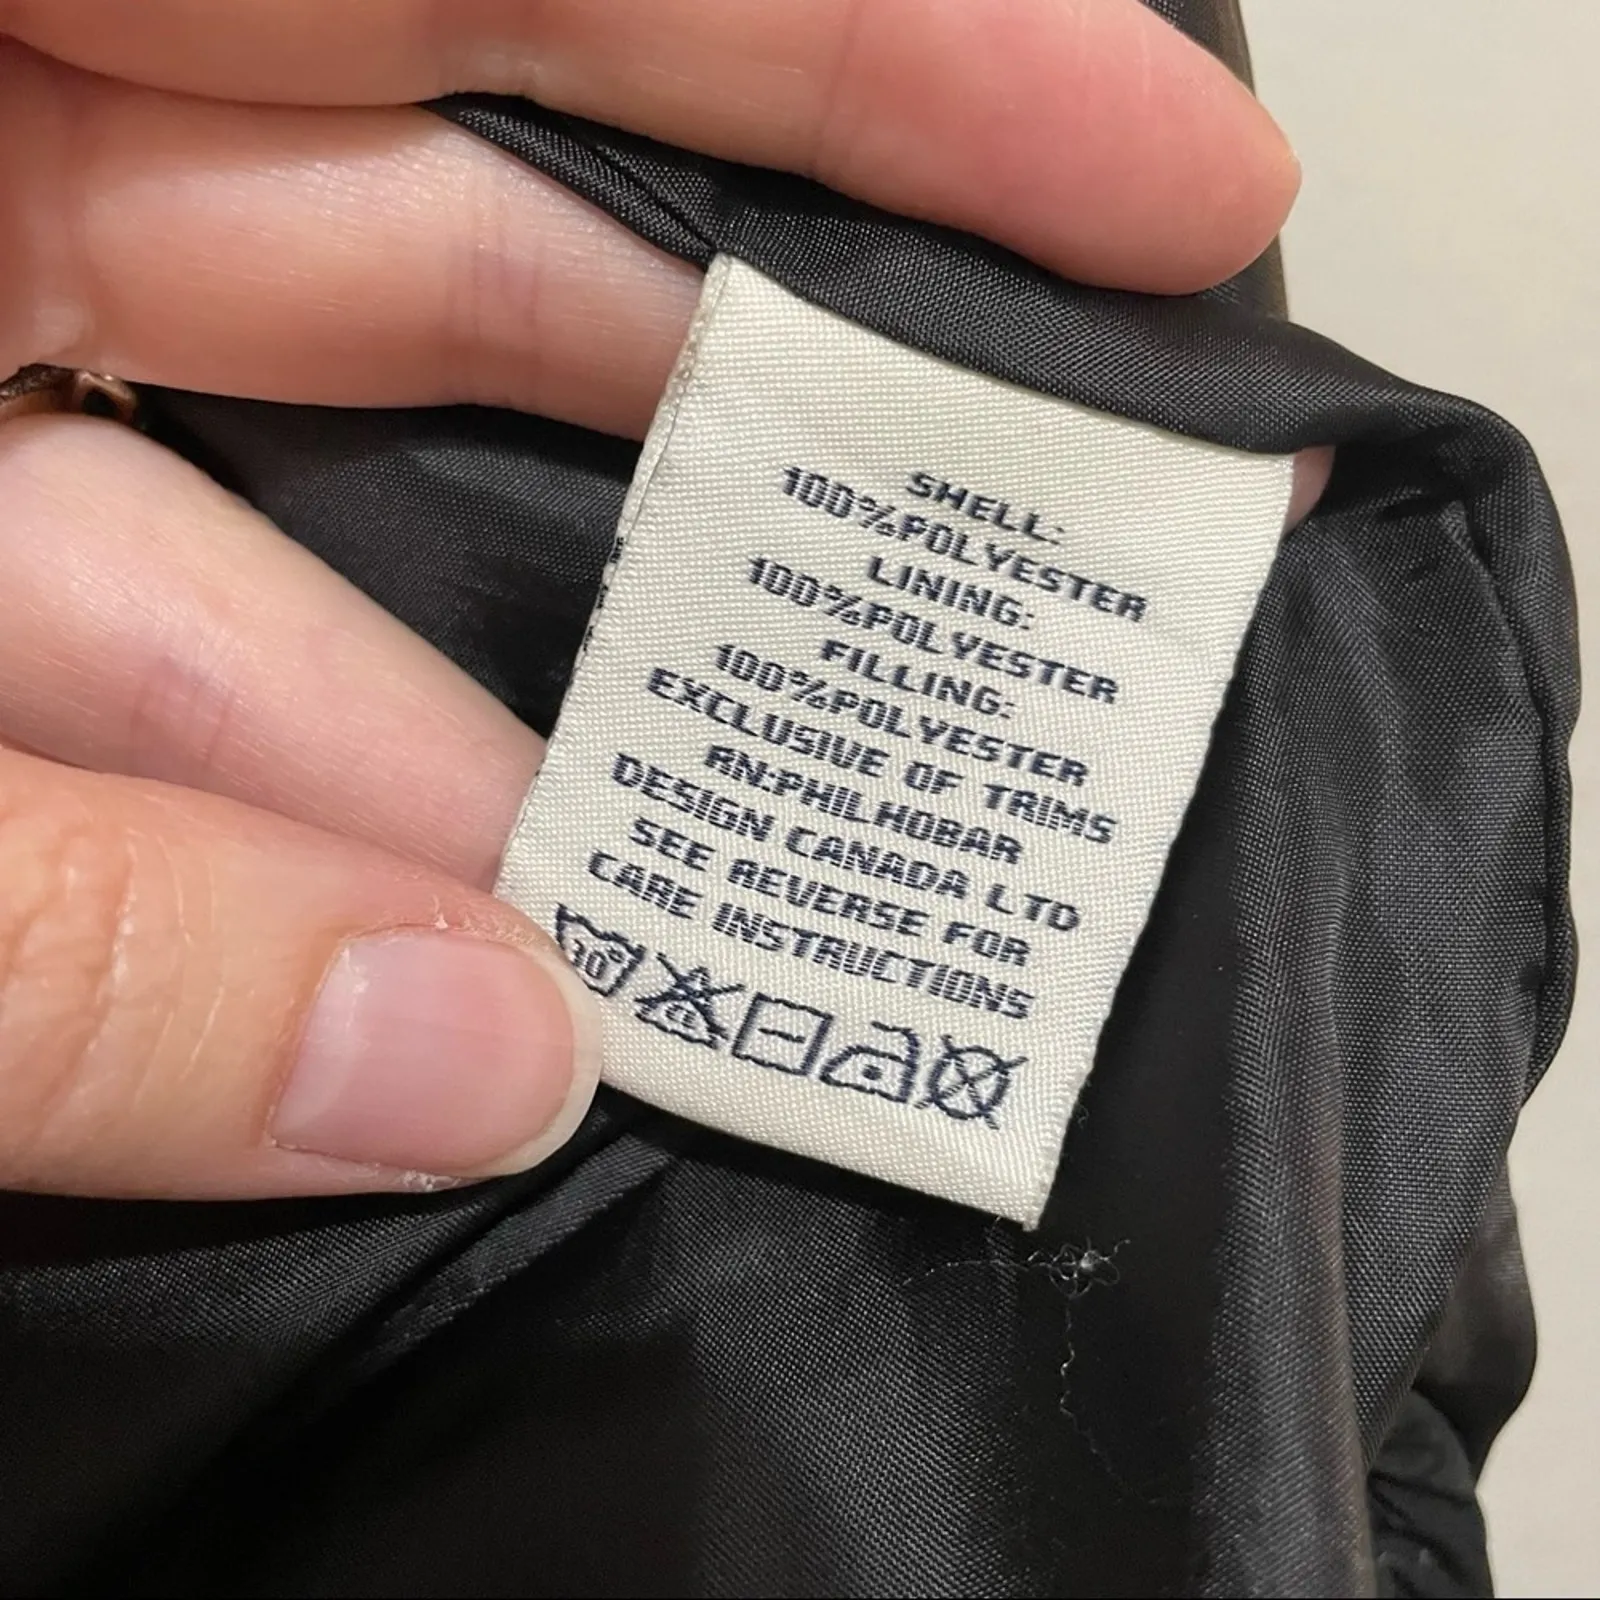 SHELL:
100%POLYESTER
LINING:
100%POLYESTER
FILLING:
100%POLYESTER
EXCLUSIVE OF TRIMS
RN:PHILHOBAR
DESIGN CANADA LTD
SEE REVERSE FOR
CARE INSTRUCTIONS